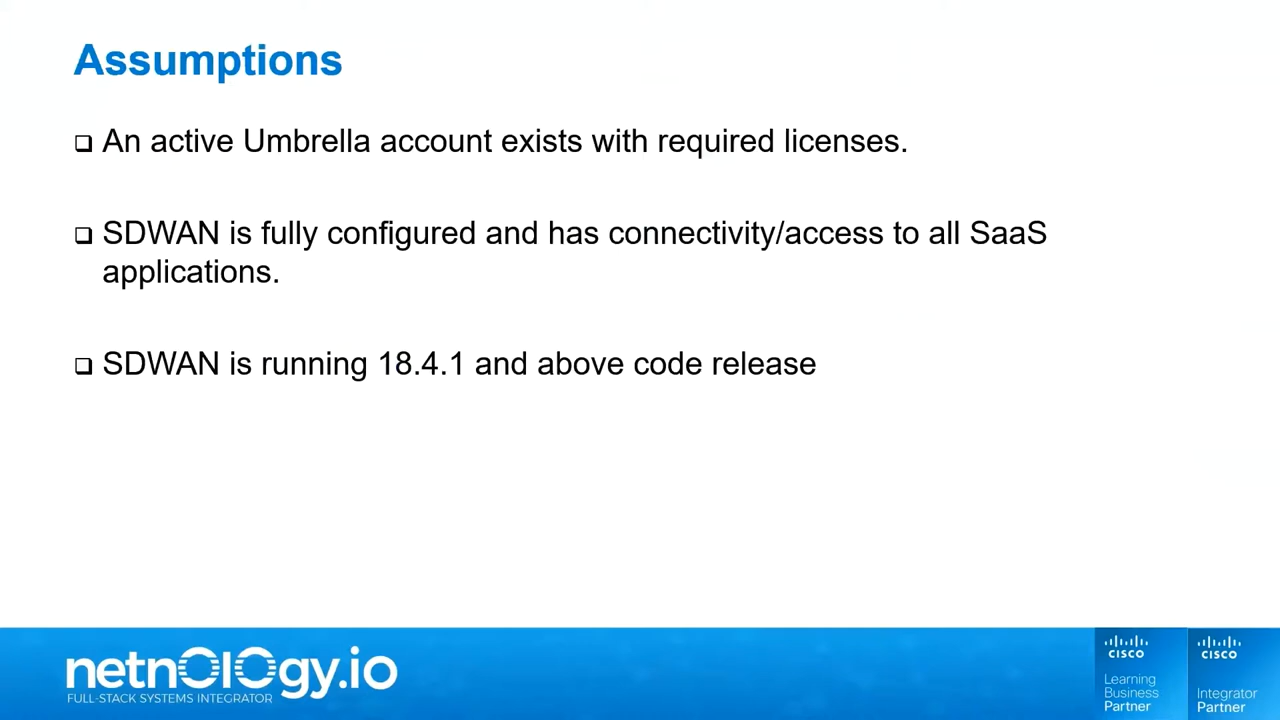 Assumptions
❑ An active Umbrella account exists with required licenses.
❑ SDWAN is fully configured and has connectivity/access to all SaaS
applications.
❑ SDWAN is running 18.4.1 and above code release
netnology.io
FULL-STACK SYSTEMS INTEGRATOR
CISCO
Learning
Business
Partner
CISCO
Integrator
Partner